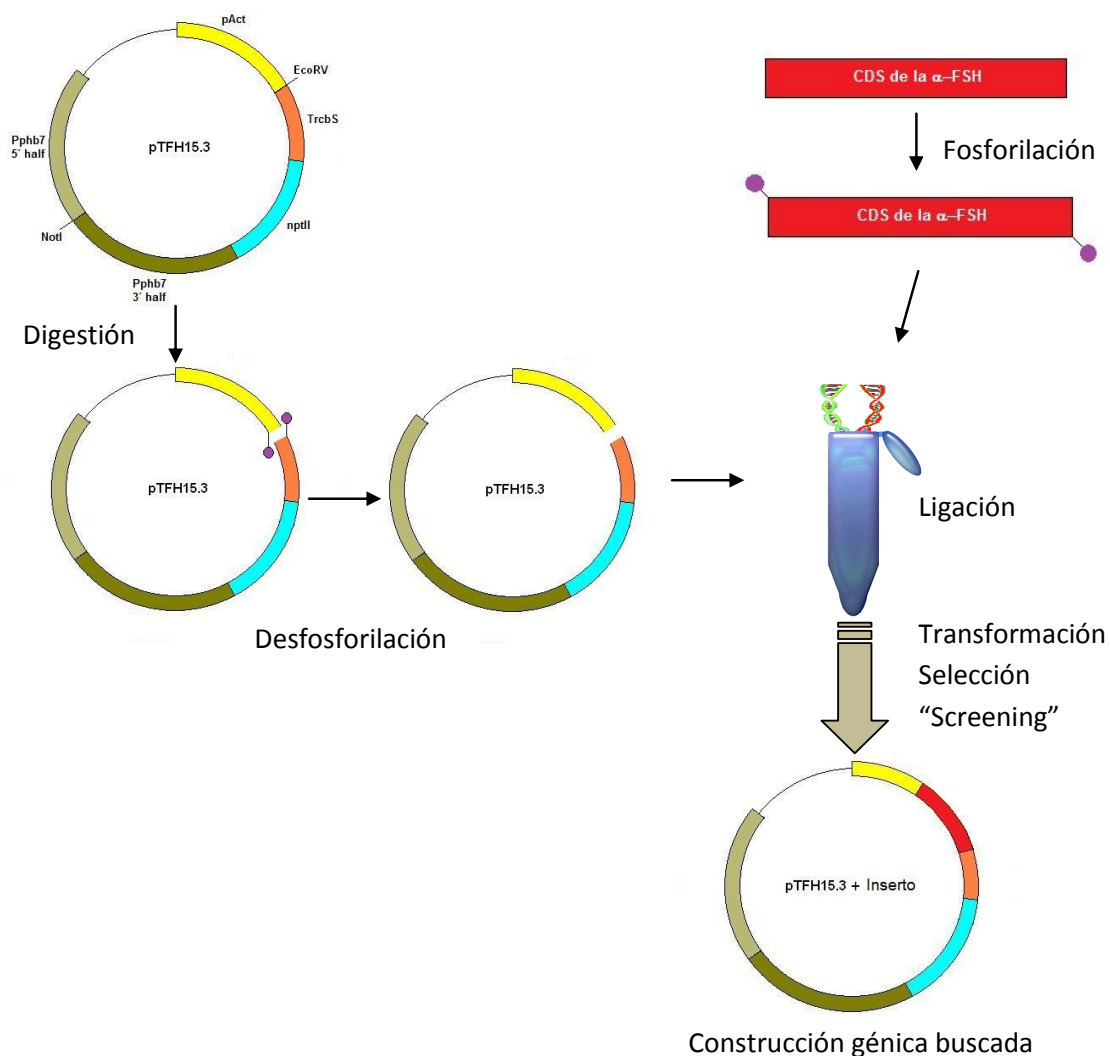 pAct
EcoRV
TrcbS
pTFH15.3
Pphb7
5´ half
nptII
NotI
Pphb7
3´ half
CDS de la α–FSH
Fosforilación
CDS de la α–FSH
Digestión
pTFH15.3
pTFH15.3
Desfosforilación
Ligación
Transformación
Selección
“Screening”
pTFH15.3 + Inserto
Construcción génica buscada